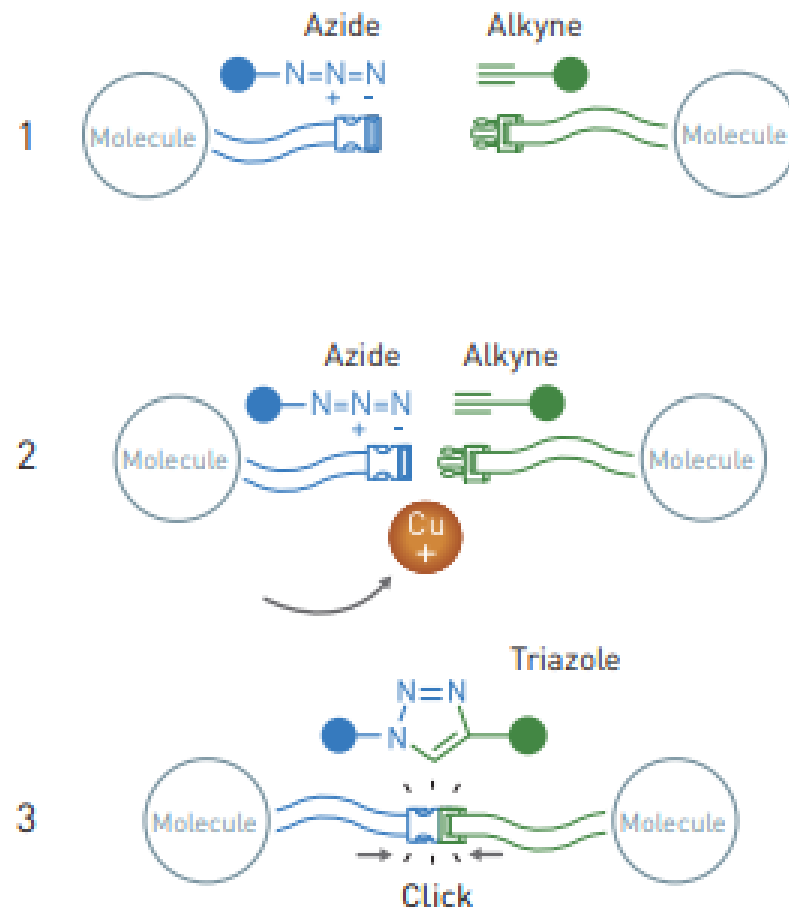 Azide Alkyne
N=N=N
+ -
1 Molecule Molecule
Azide Alkyne
N=N=N
+ -
2 Molecule Molecule
Cu
+
Triazole
N=N
N
3 Molecule Molecule
Click